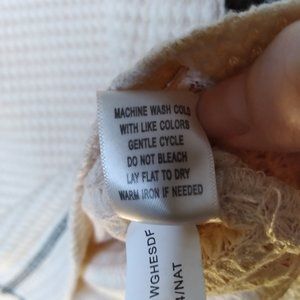 MACHINE WASH COLD
WITH LIKE COLORS
GENTLE CYCLE
DO NOT BLEACH
LAY FLAT TO DRY
WARM IRON IF NEEDED
WGHESDF
4/NAT